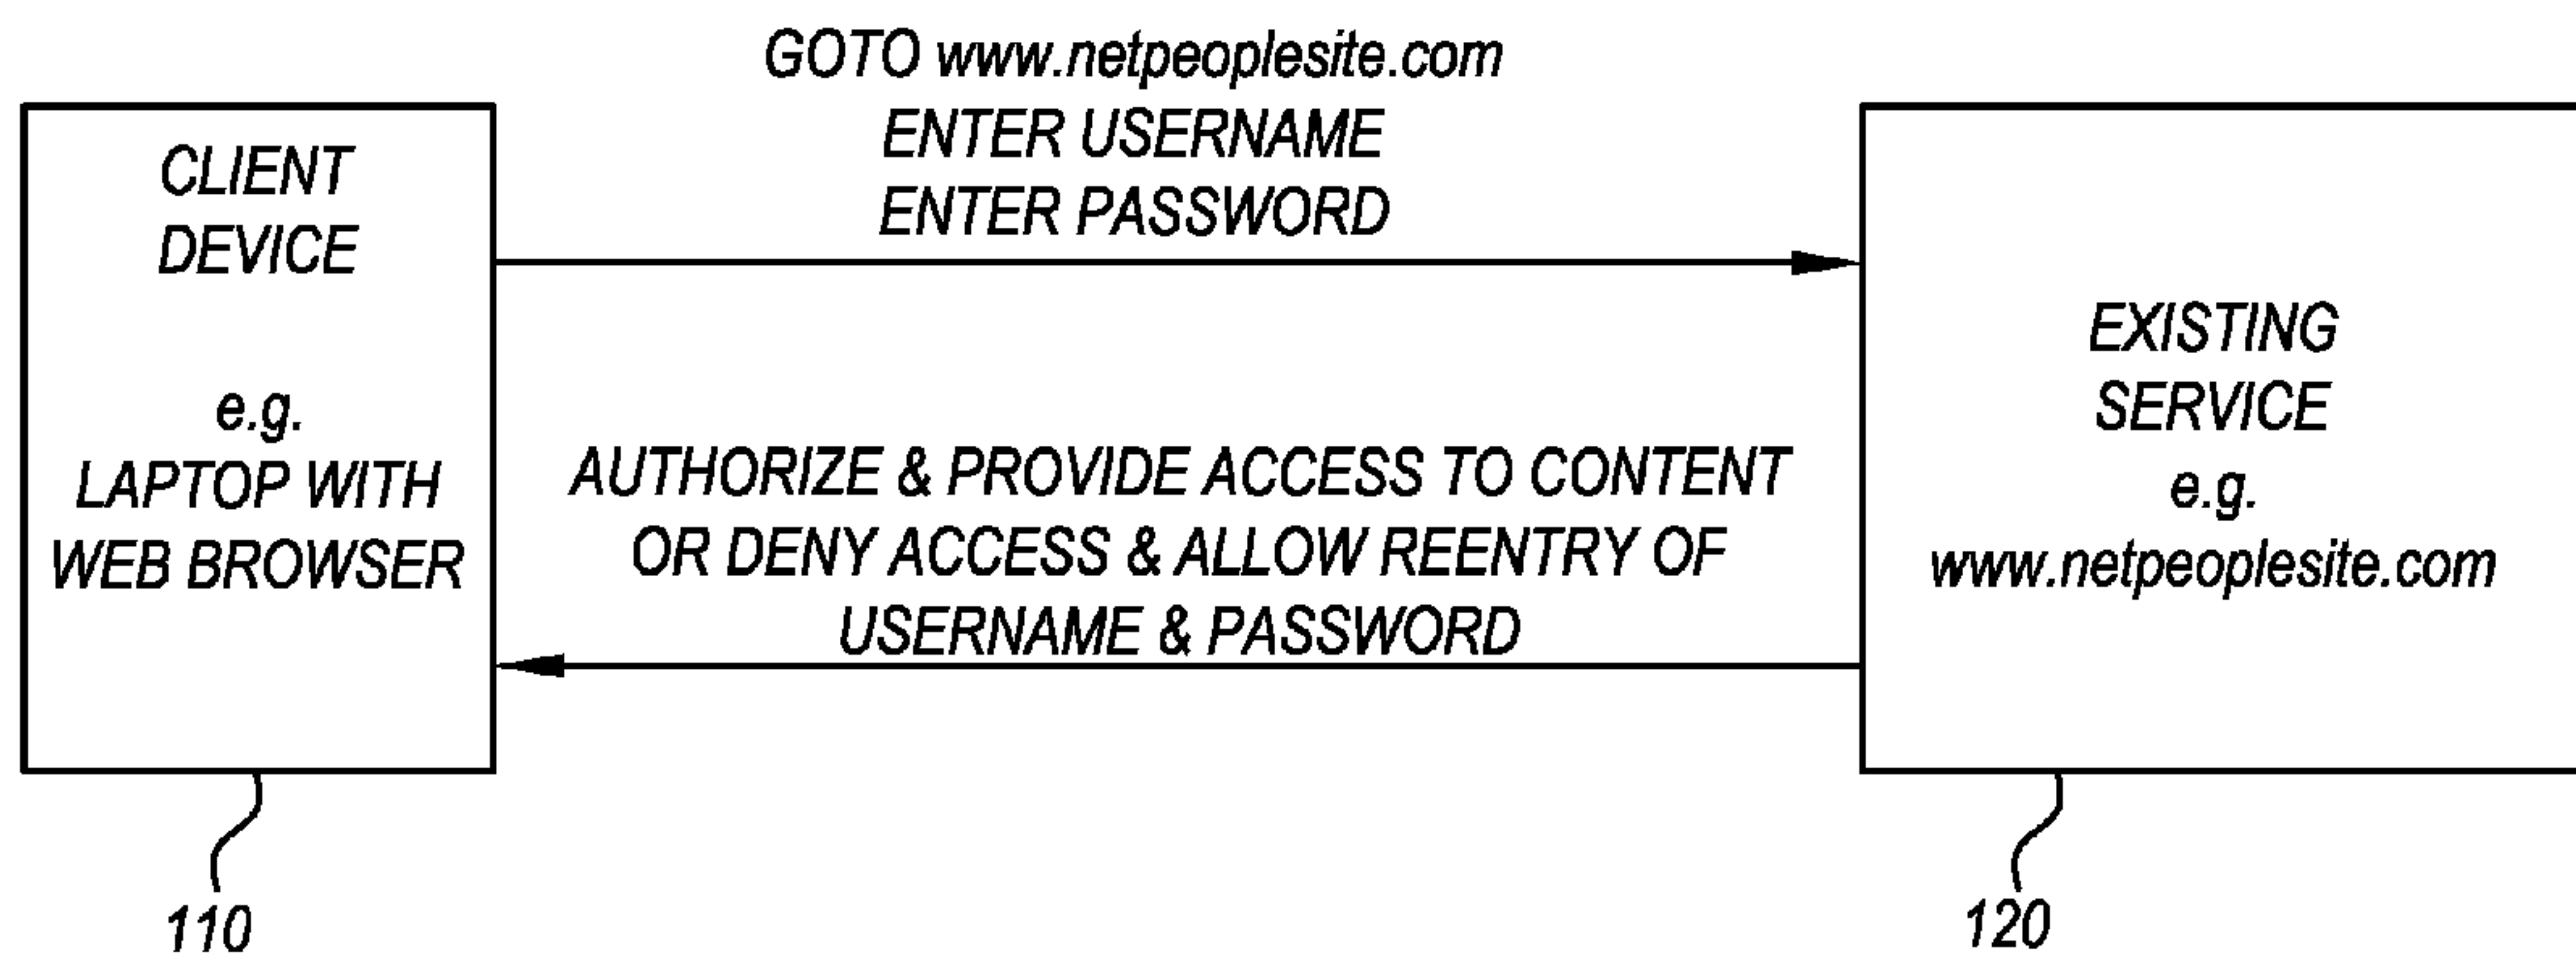 GOTO www.netpeoplesite.com
ENTER USERNAME
ENTER PASSWORD
CLIENT
DEVICE
e.g.
LAPTOP WITH
WEB BROWSER
AUTHORIZE & PROVIDE ACCESS TO CONTENT
OR DENY ACCESS & ALLOW REENTRY OF
USERNAME & PASSWORD
EXISTING
SERVICE
e.g.
www.netpeoplesite.com
110
120